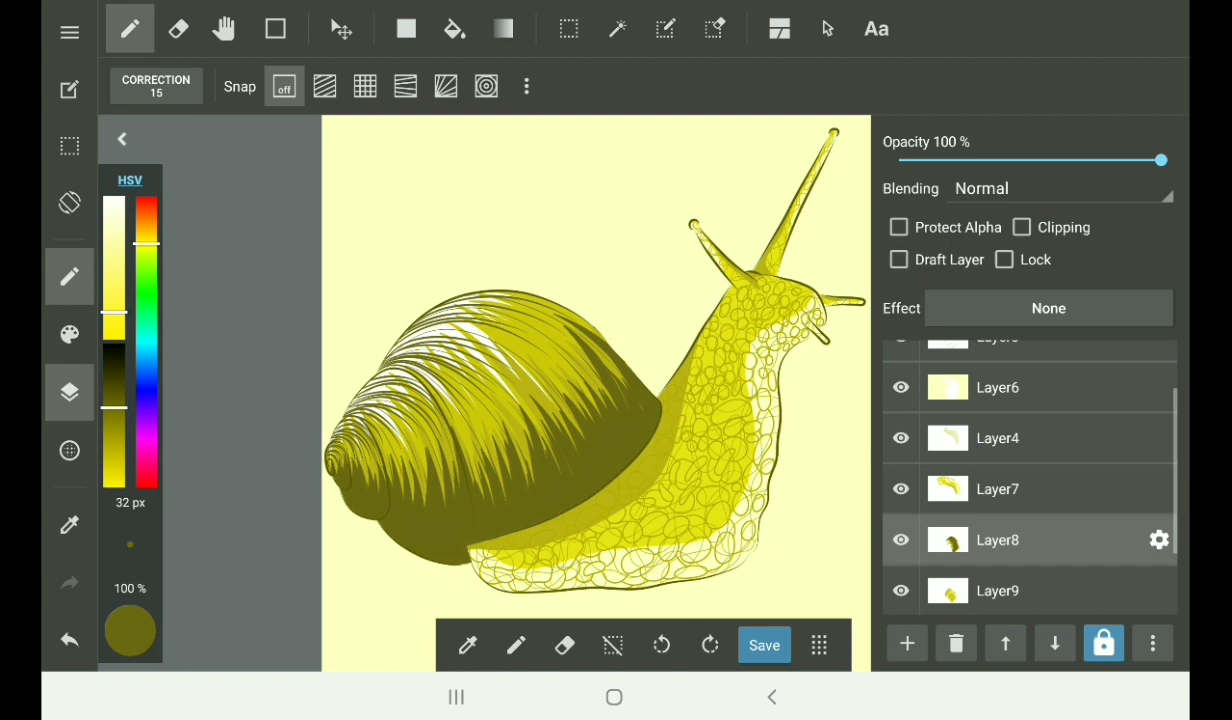 Aa
CORRECTION
15
Snap
off
HSV
32 px
100 %
Opacity 100 %
Blending Normal
Protect Alpha Clipping
Draft Layer Lock
Effect None
Layer6
Layer4
Layer7
Layer8
Layer9
Save